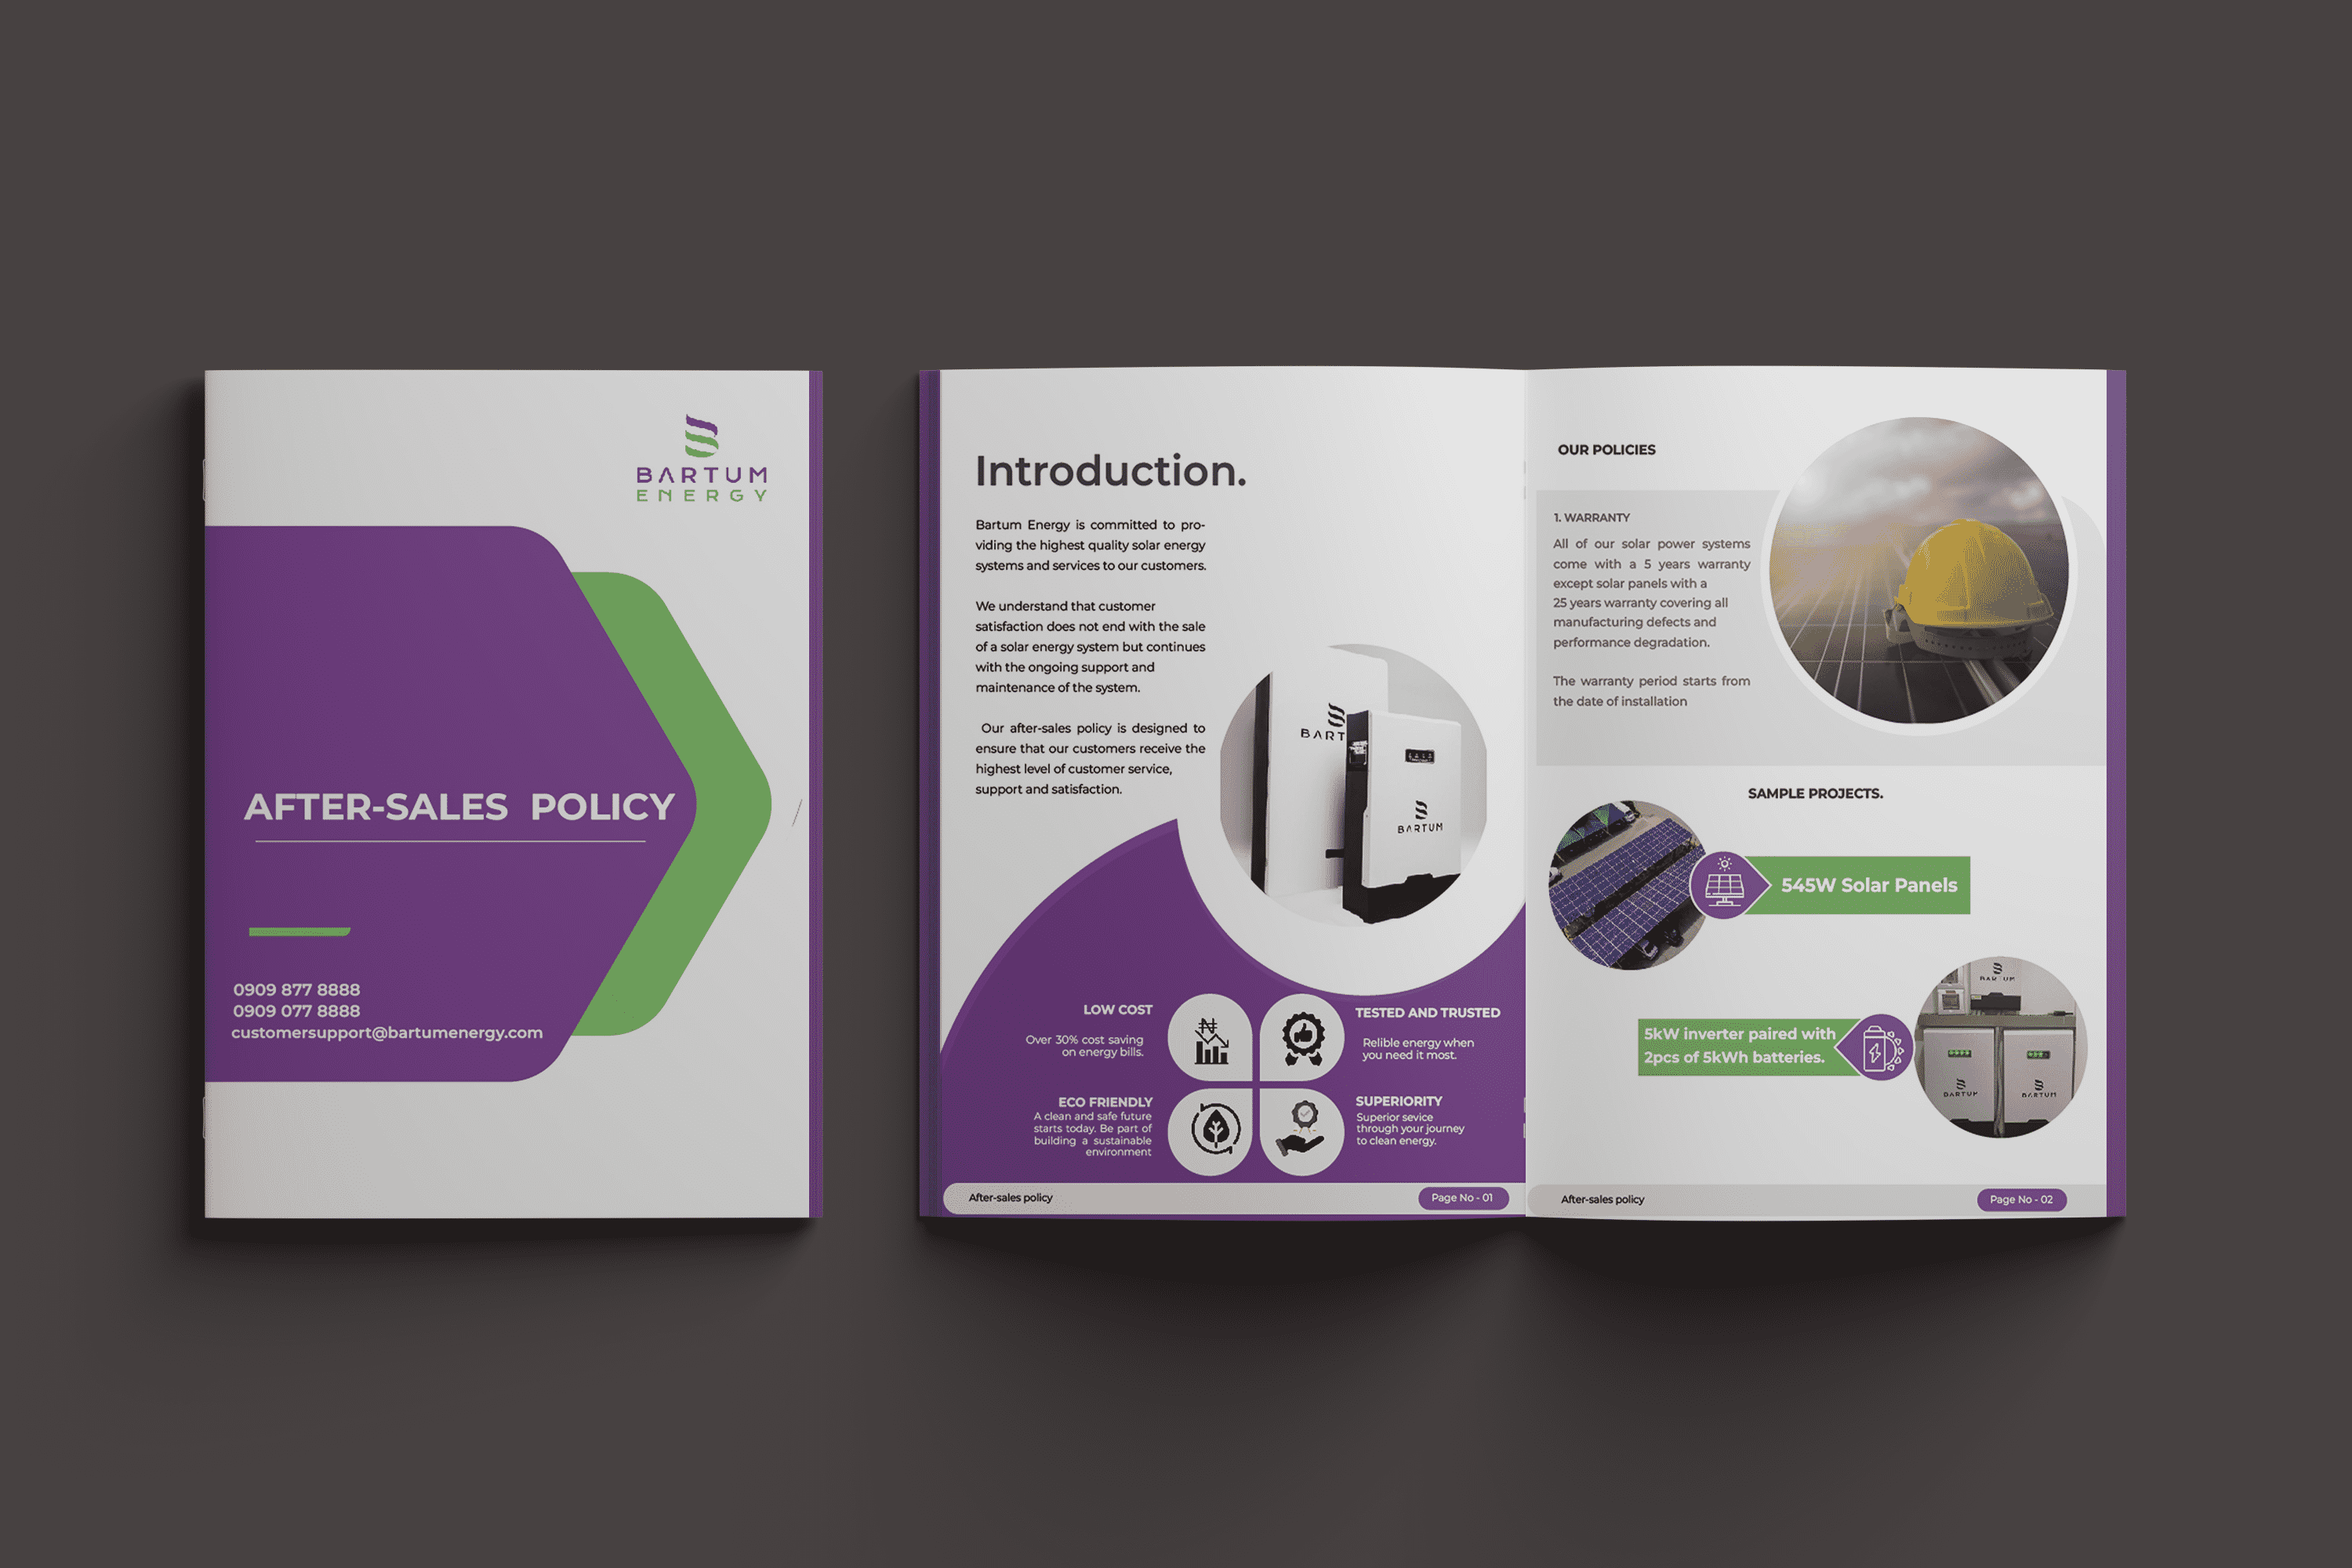 BARTUM
ENERGY
AFTER-SALES POLICY
0909 877 8888
0909 077 8888
customersupport@bartumenergy.com
Introduction.
Bartum Energy is committed to pro-
viding the highest quality solar energy
systems and services to our customers.
We understand that customer
satisfaction does not end with the sale
of a solar energy system but continues
with the ongoing support and
maintenance of the system.
Our after-sales policy is designed to
ensure that our customers receive the
highest level of customer service,
support and satisfaction.
BART
BARTUM
LOW COST
Over 30% cost saving
on energy bills.
TESTED AND TRUSTED
Relible energy when
you need it most.
ECO FRIENDLY
A clean and safe future
starts today. Be part of
building a sustainable
environment
SUPERIORITY
Superior sevice
through your journey
to clean energy.
After-sales policy
Page No - 01
OUR POLICIES
1. WARRANTY
All of our solar power systems
come with a 5 years warranty
except solar panels with a
25 years warranty covering all
manufacturing defects and
performance degradation.
The warranty period starts from
the date of installation
SAMPLE PROJECTS.
545W Solar Panels
5kW inverter paired with
2pcs of 5kWh batteries.
BARTUM
BARTUM
BARTUM
After-sales policy
Page No - 02